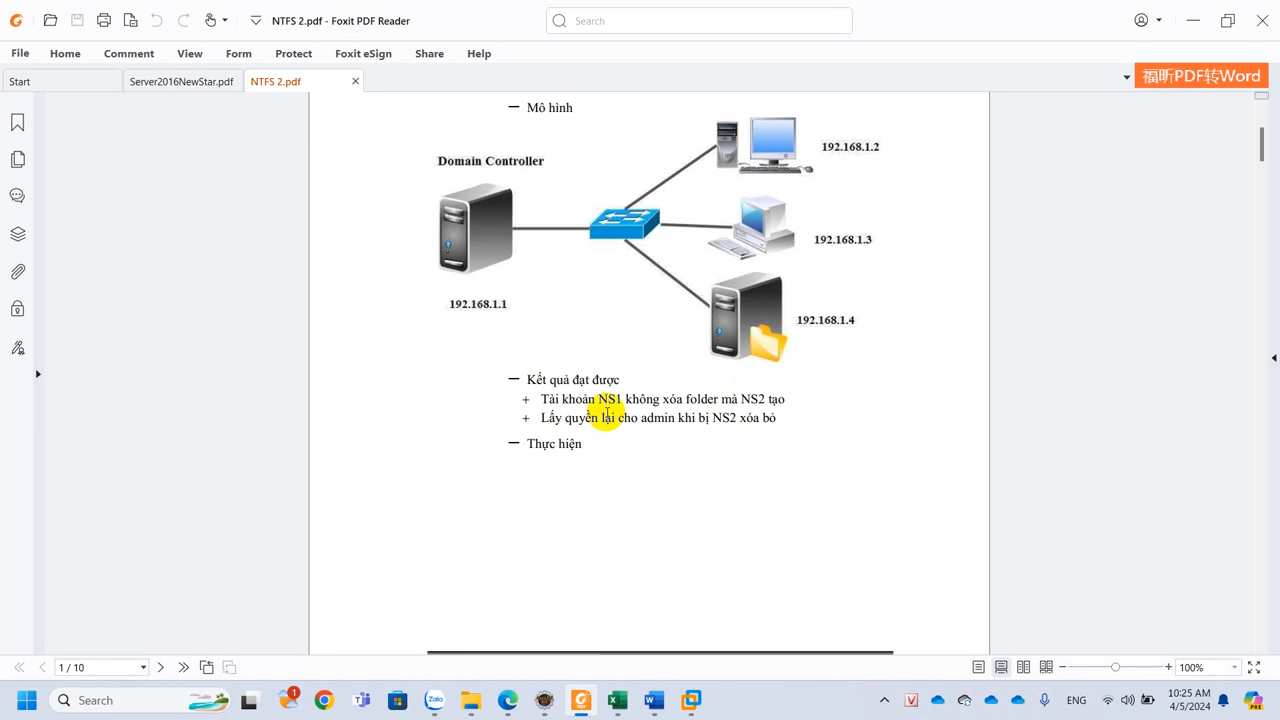 NTFS 2.pdf - Foxit PDF Reader
Search
File Home Comment View Form Protect Foxit eSign Share Help
Start
Server2016NewStar.pdf
NTFS 2.pdf
福昕PDF转Word
— Mô hình
Domain Controller
192.168.1.2
192.168.1.3
192.168.1.1
192.168.1.4
— Kết quả đạt được
+ Tài khoản NS1 không xóa folder mà NS2 tạo
+ Lấy quyền lại cho admin khi bị NS2 xóa bỏ
— Thực hiện
1 / 10
100%
Search
1
Zalo
ENG
10:25 AM
4/5/2024